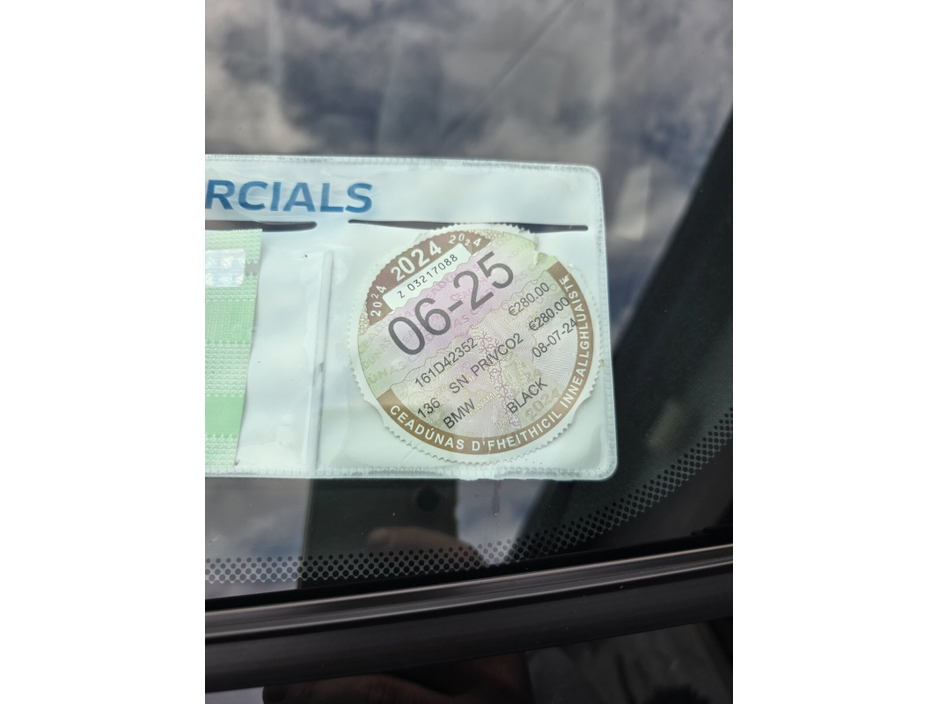 RCIALS
2024 2024 2024
Z 03217088
06-25
161D42352 €280.00
136 SN PRIVCO2 €280.00
BMW BLACK 08-07-24
CEADÚNAS D'FHEITHICIL INNEALLGHLUAISTE